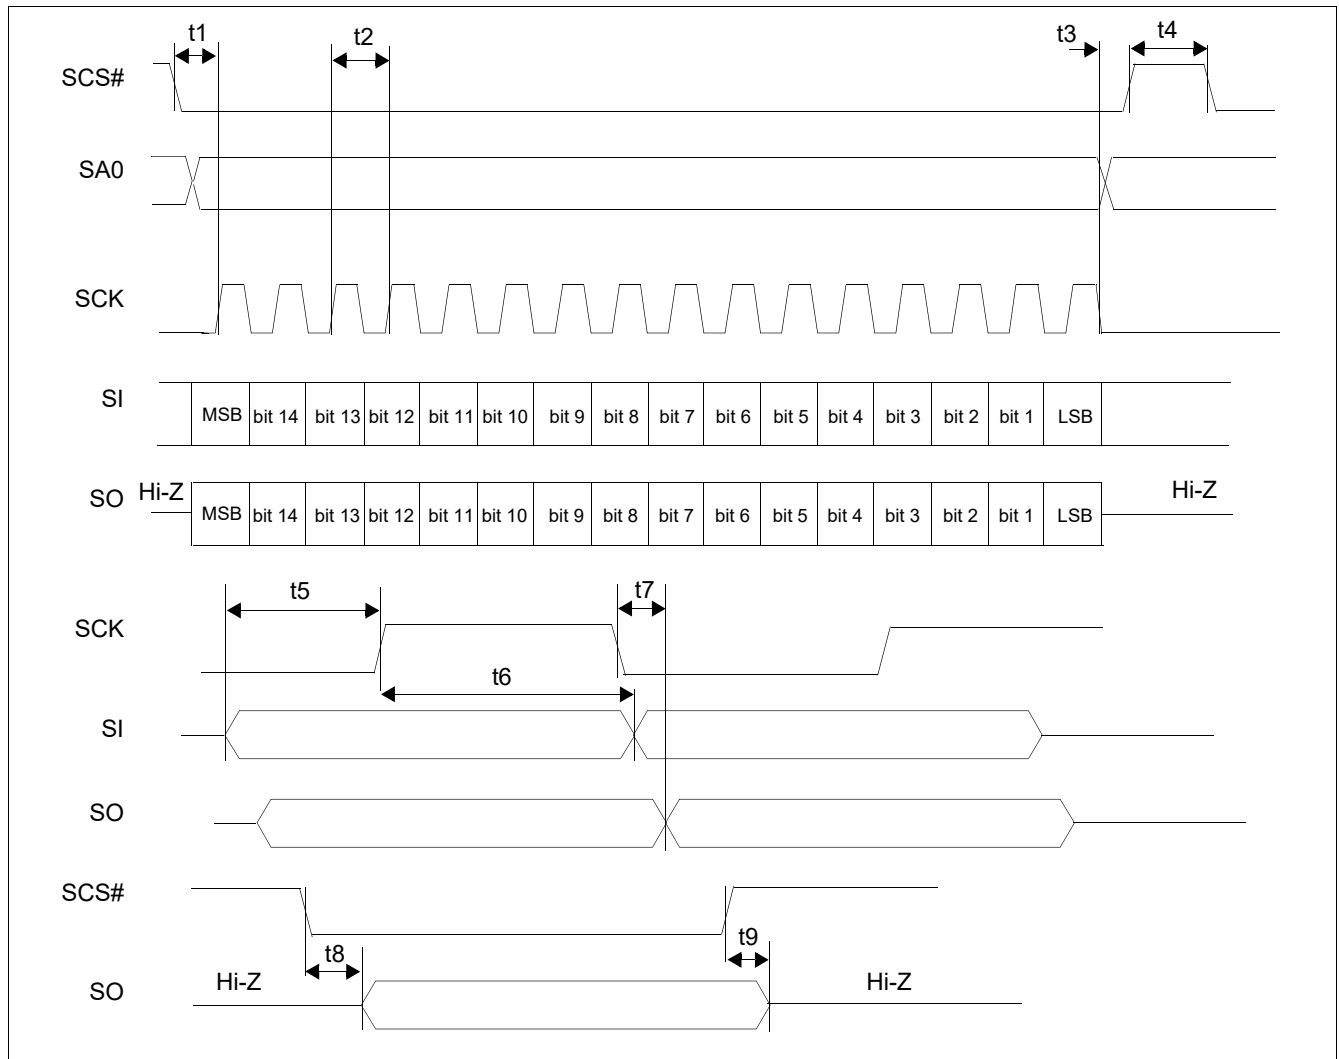 t1 t2 t3 t4
SCS#
SA0
SCK
SI MSB bit 14 bit 13 bit 12 bit 11 bit 10 bit 9 bit 8 bit 7 bit 6 bit 5 bit 4 bit 3 bit 2 bit 1 LSB
SO Hi-Z MSB bit 14 bit 13 bit 12 bit 11 bit 10 bit 9 bit 8 bit 7 bit 6 bit 5 bit 4 bit 3 bit 2 bit 1 LSB Hi-Z
t5 t7
SCK
t6
SI
SO
SCS#
t8 t9
SO Hi-Z Hi-Z